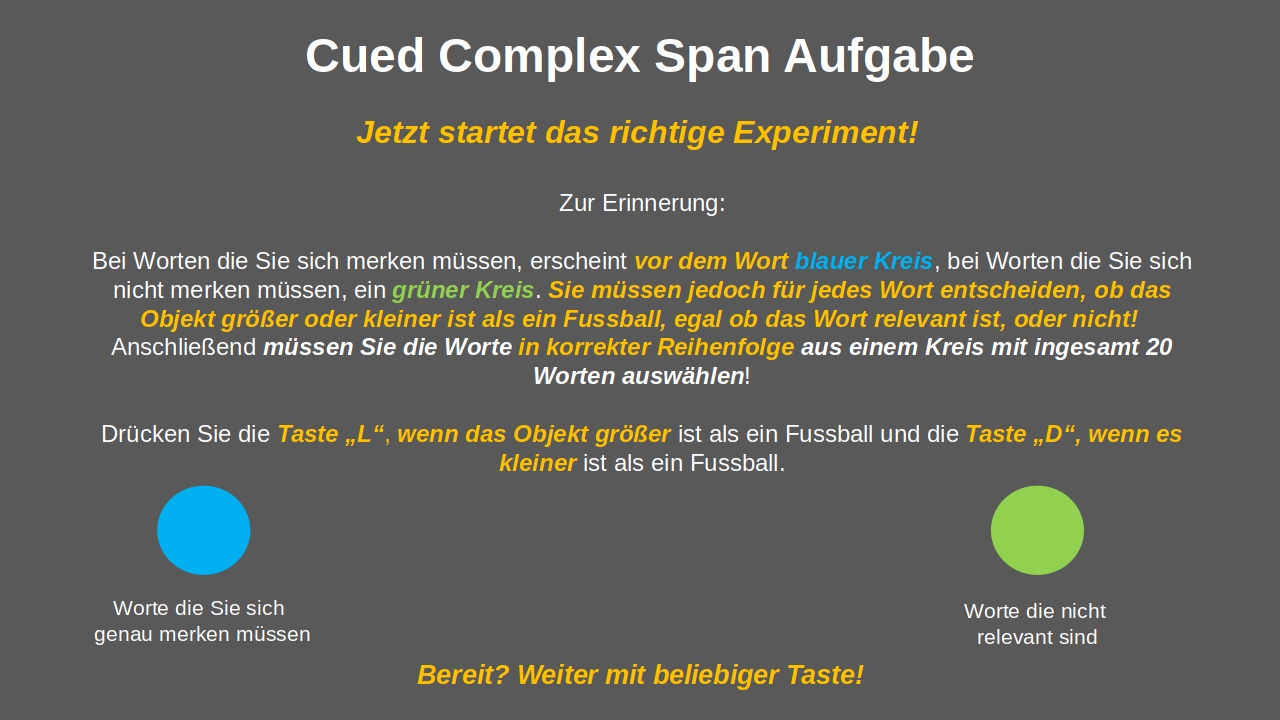 Cued Complex Span Aufgabe
Jetzt startet das richtige Experiment!
Zur Erinnerung:
Bei Worten die Sie sich merken müssen, erscheint vor dem Wort blauer Kreis, bei Worten die Sie sich
nicht merken müssen, ein grüner Kreis. Sie müssen jedoch für jedes Wort entscheiden, ob das
Objekt größer oder kleiner ist als ein Fussball, egal ob das Wort relevant ist, oder nicht!
Anschließend müssen Sie die Worte in korrekter Reihenfolge aus einem Kreis mit ingesamt 20
Worten auswählen!
Drücken Sie die Taste „L“, wenn das Objekt größer ist als ein Fussball und die Taste „D“, wenn es
kleiner ist als ein Fussball.
Worte die Sie sich
genau merken müssen
Worte die nicht
relevant sind
Bereit? Weiter mit beliebiger Taste!